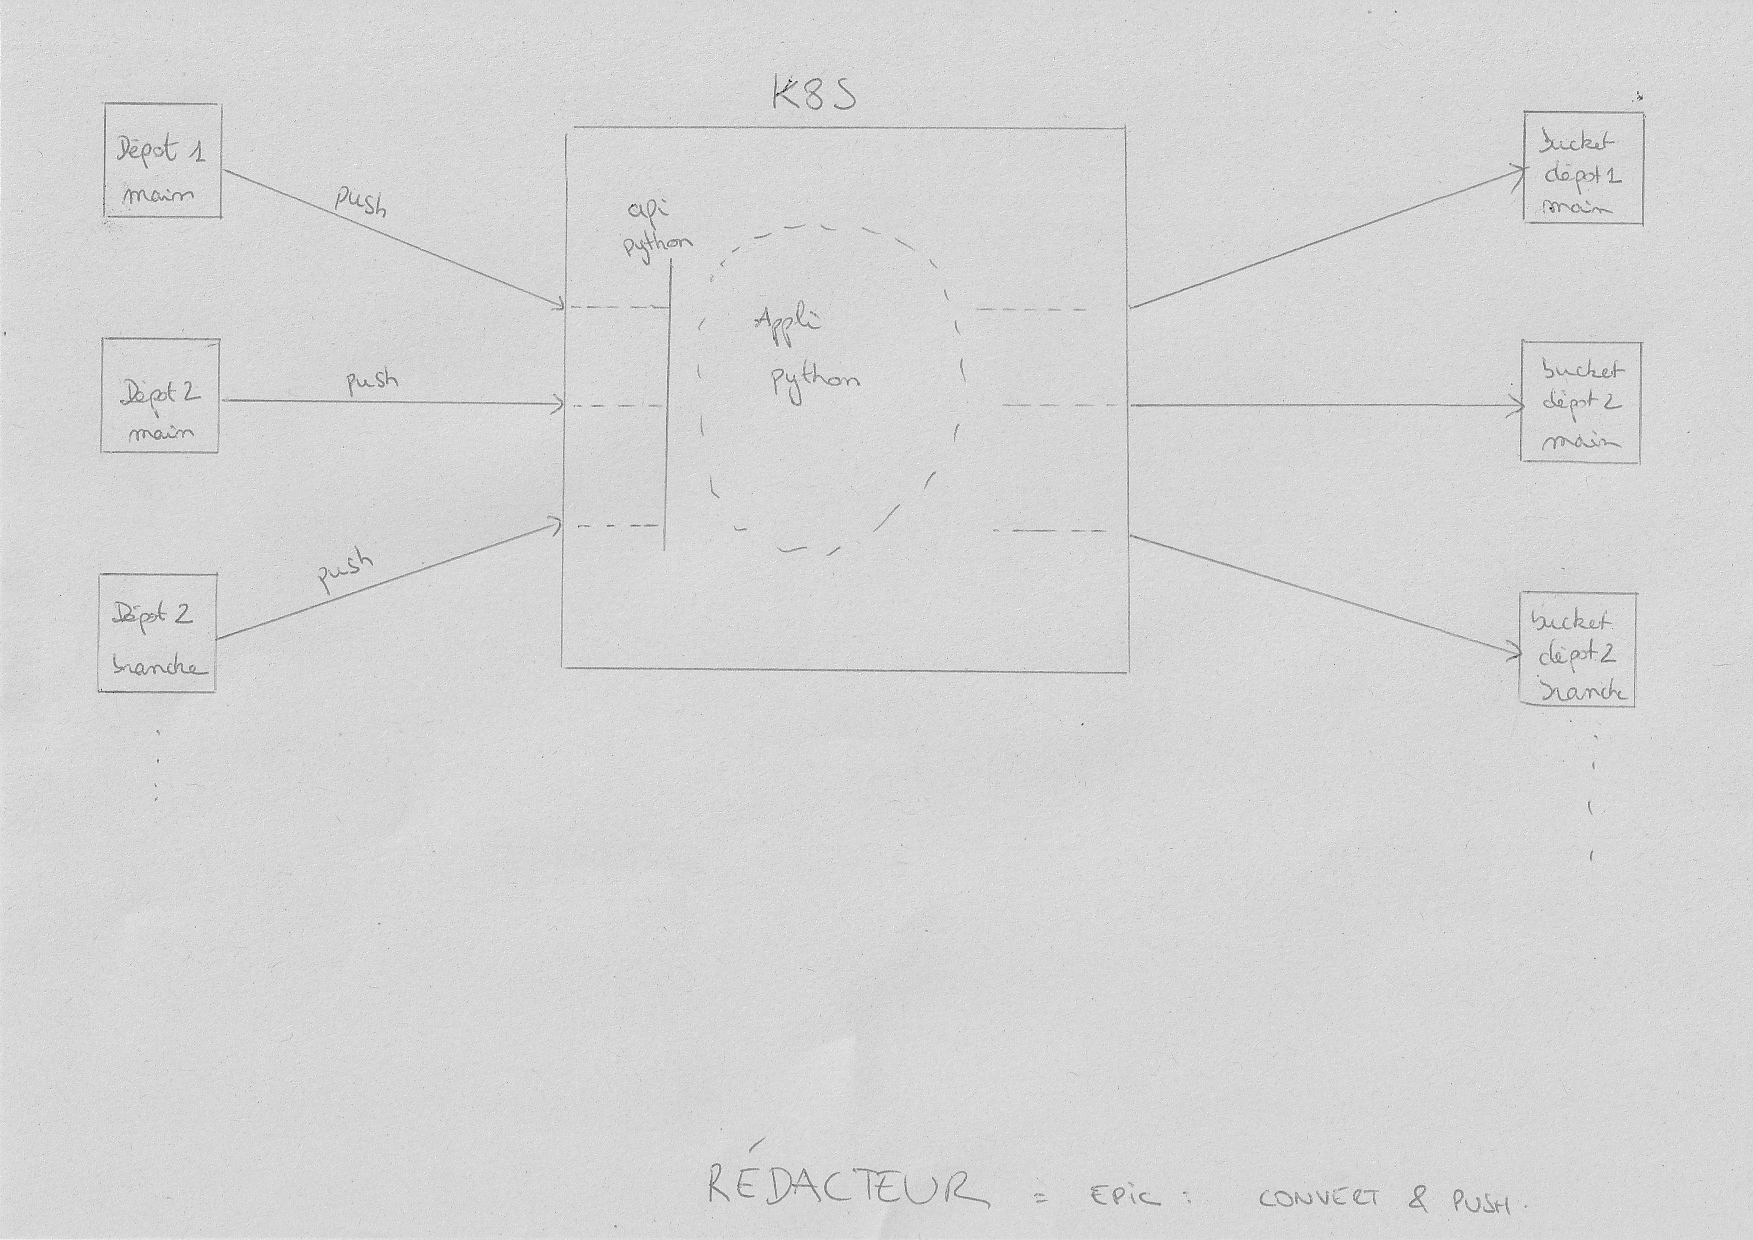 K8S
Dépot 1
main
push
api
python
Appli
python
bucket
dépot 1
main
Dépot 2
main
push
bucket
dépot 2
main
Dépot 2
branche
push
bucket
dépot 2
branche
RÉDACTEUR = EPIC : CONVERT & PUSH.